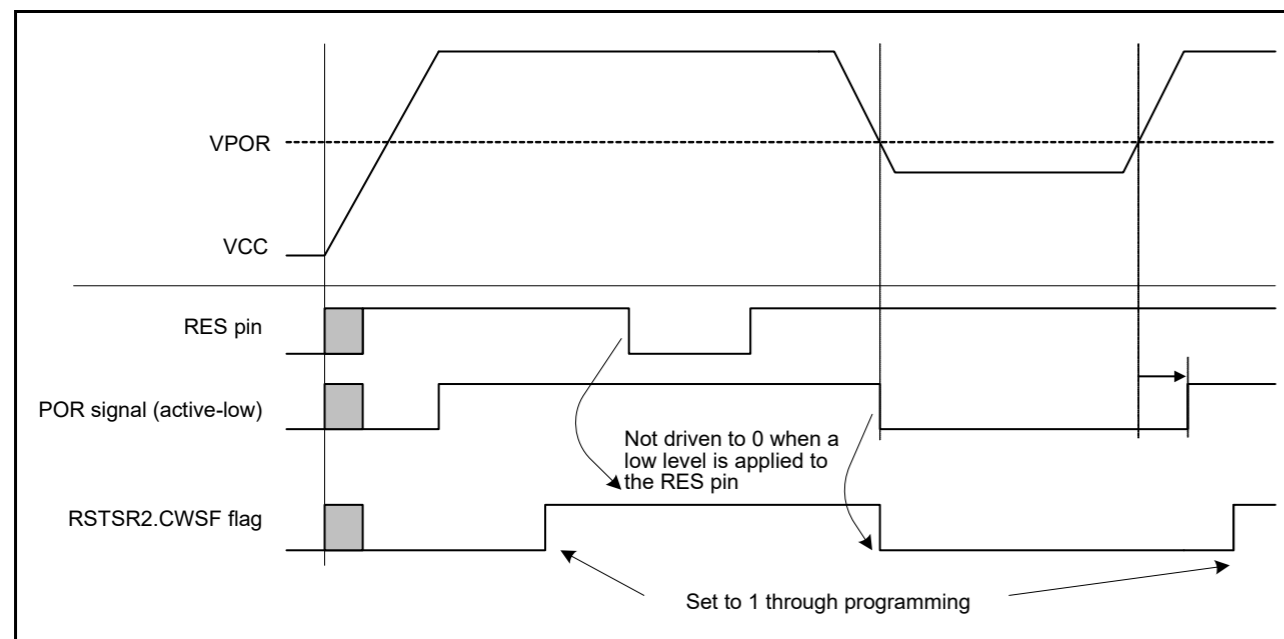 VPOR
VCC
RES pin
POR signal (active-low)
Not driven to 0 when a
low level is applied to
the RES pin
RSTSR2.CWSF flag
Set to 1 through programming